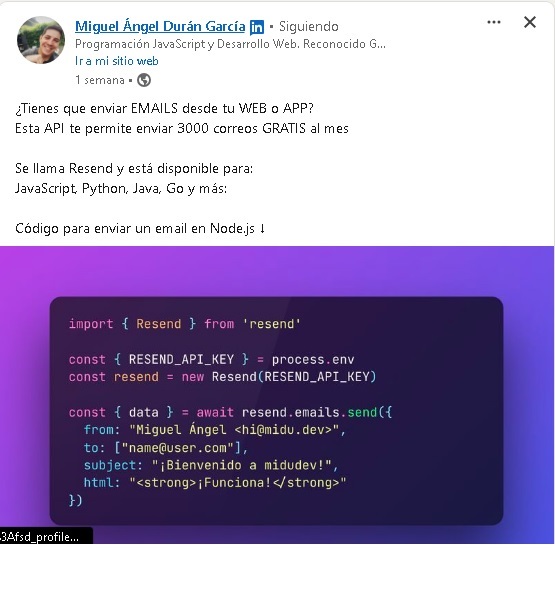 Miguel Ángel Durán García in • Siguiendo
Programación JavaScript y Desarrollo Web. Reconocido G...
Ir a mi sitio web
1 semana •
¿Tienes que enviar EMAILS desde tu WEB o APP?
Esta API te permite enviar 3000 correos GRATIS al mes
Se llama Resend y está disponible para:
JavaScript, Python, Java, Go y más:
Código para enviar un email en Node.js ↓
import { Resend } from 'resend'
const { RESEND_API_KEY } = process.env
const resend = new Resend(RESEND_API_KEY)
const { data } = await resend.emails.send({
from: "Miguel Ángel <hi@midu.dev>",
to: ["name@user.com"],
subject: "¡Bienvenido a midudev!",
html: "<strong>¡Funciona!</strong>"
})
3Afsd_profile...